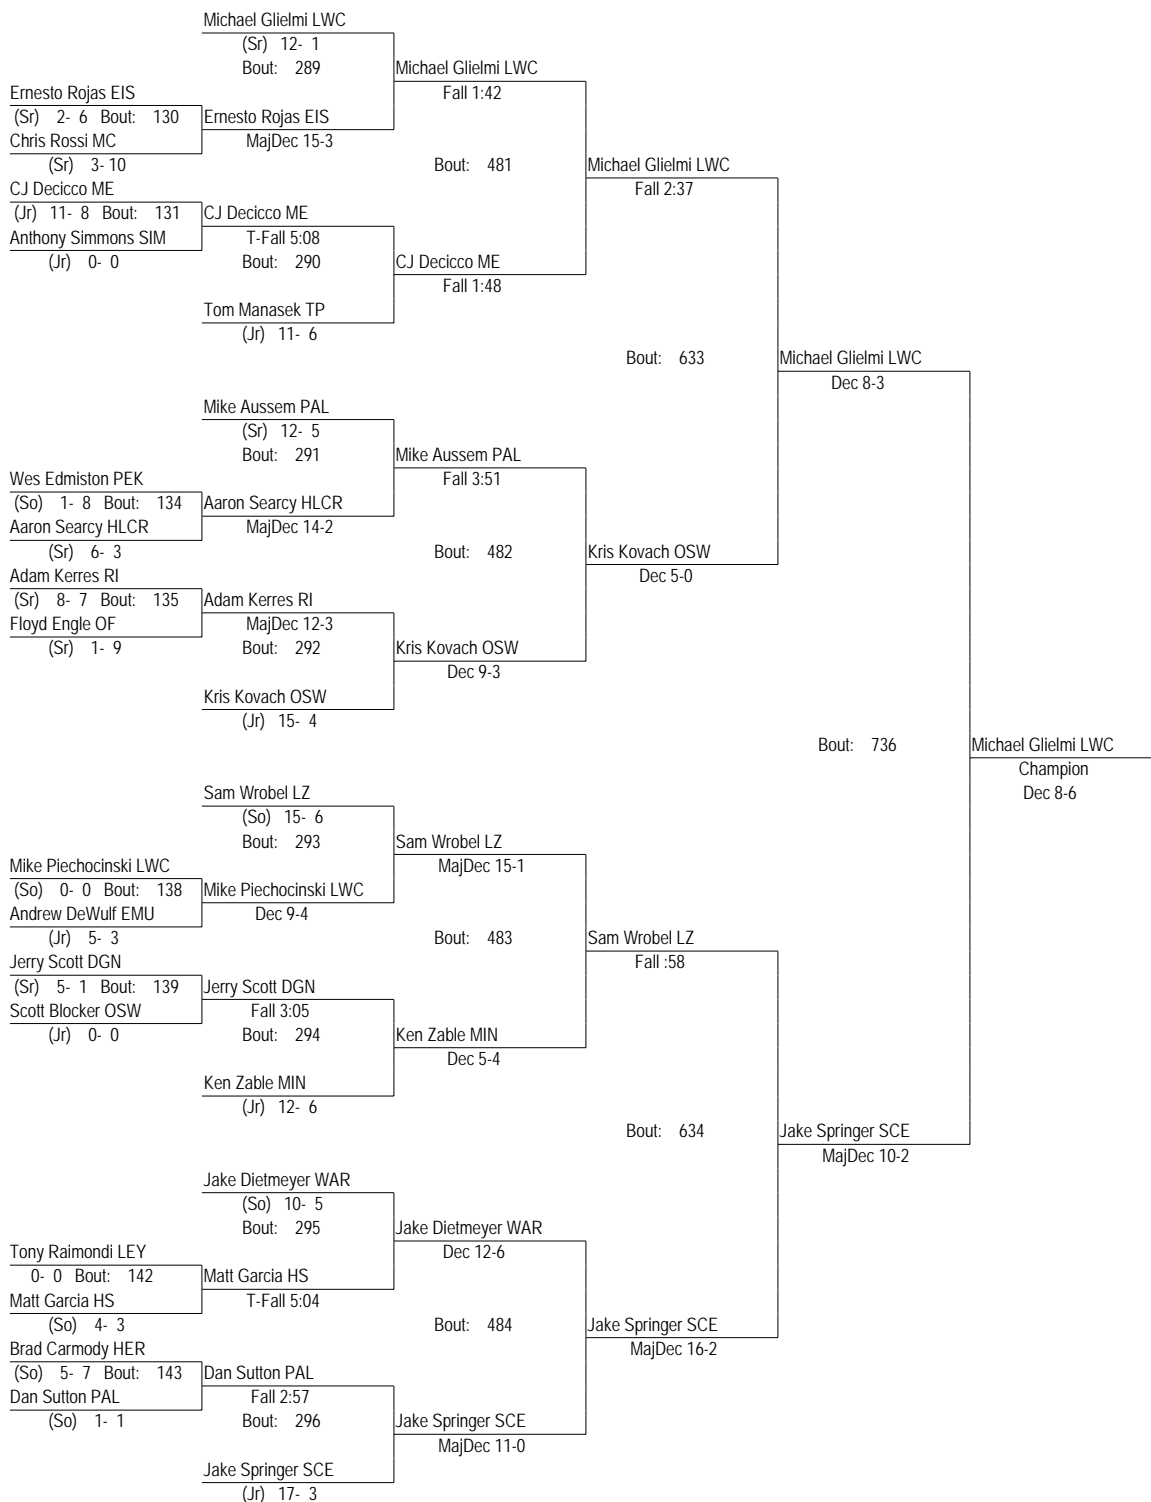 Michael Glielmi LWC
(Sr) 12- 1
Bout: 289
Michael Glielmi LWC
Fall 1:42
Ernesto Rojas EIS
(Sr) 2- 6 Bout: 130
Ernesto Rojas EIS
MajDec 15-3
Chris Rossi MC
(Sr) 3- 10
Bout: 481
Michael Glielmi LWC
Fall 2:37
CJ Decicco ME
(Jr) 11- 8 Bout: 131
CJ Decicco ME
T-Fall 5:08
Anthony Simmons SIM
(Jr) 0- 0
Bout: 290
CJ Decicco ME
Fall 1:48
Tom Manasek TP
(Jr) 11- 6
Bout: 633
Michael Glielmi LWC
Dec 8-3
Mike Aussem PAL
(Sr) 12- 5
Bout: 291
Mike Aussem PAL
Fall 3:51
Wes Edmiston PEK
(So) 1- 8 Bout: 134
Aaron Searcy HLCR
MajDec 14-2
Aaron Searcy HLCR
(Sr) 6- 3
Bout: 482
Kris Kovach OSW
Dec 5-0
Adam Kerres RI
(Sr) 8- 7 Bout: 135
Adam Kerres RI
MajDec 12-3
Floyd Engle OF
(Sr) 1- 9
Bout: 292
Kris Kovach OSW
Dec 9-3
Kris Kovach OSW
(Jr) 15- 4
Bout: 736
Michael Glielmi LWC
Champion
Dec 8-6
Sam Wrobel LZ
(So) 15- 6
Bout: 293
Sam Wrobel LZ
MajDec 15-1
Mike Piechocinski LWC
(So) 0- 0 Bout: 138
Mike Piechocinski LWC
Dec 9-4
Andrew DeWulf EMU
(Jr) 5- 3
Bout: 483
Sam Wrobel LZ
Fall :58
Jerry Scott DGN
(Sr) 5- 1 Bout: 139
Jerry Scott DGN
Fall 3:05
Scott Blocker OSW
(Jr) 0- 0
Bout: 294
Ken Zable MIN
Dec 5-4
Ken Zable MIN
(Jr) 12- 6
Bout: 634
Jake Springer SCE
MajDec 10-2
Jake Dietmeyer WAR
(So) 10- 5
Bout: 295
Jake Dietmeyer WAR
Dec 12-6
Tony Raimondi LEY
0- 0 Bout: 142
Matt Garcia HS
T-Fall 5:04
Matt Garcia HS
(So) 4- 3
Bout: 484
Jake Springer SCE
MajDec 16-2
Brad Carmody HER
(So) 5- 7 Bout: 143
Dan Sutton PAL
Fall 2:57
Dan Sutton PAL
(So) 1- 1
Bout: 296
Jake Springer SCE
MajDec 11-0
Jake Springer SCE
(Jr) 17- 3